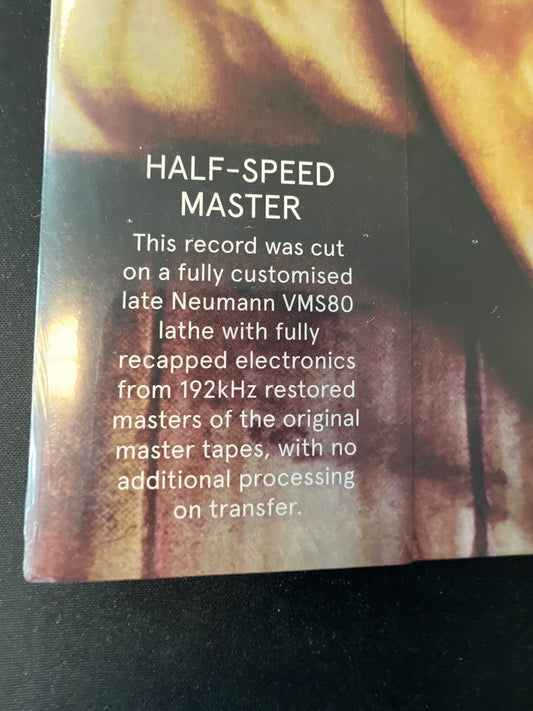 HALF-SPEED
MASTER
This record was cut
on a fully customised
late Neumann VMS80
lathe with fully
recapped electronics
from 192kHz restored
masters of the original
master tapes, with no
additional processing
on transfer.